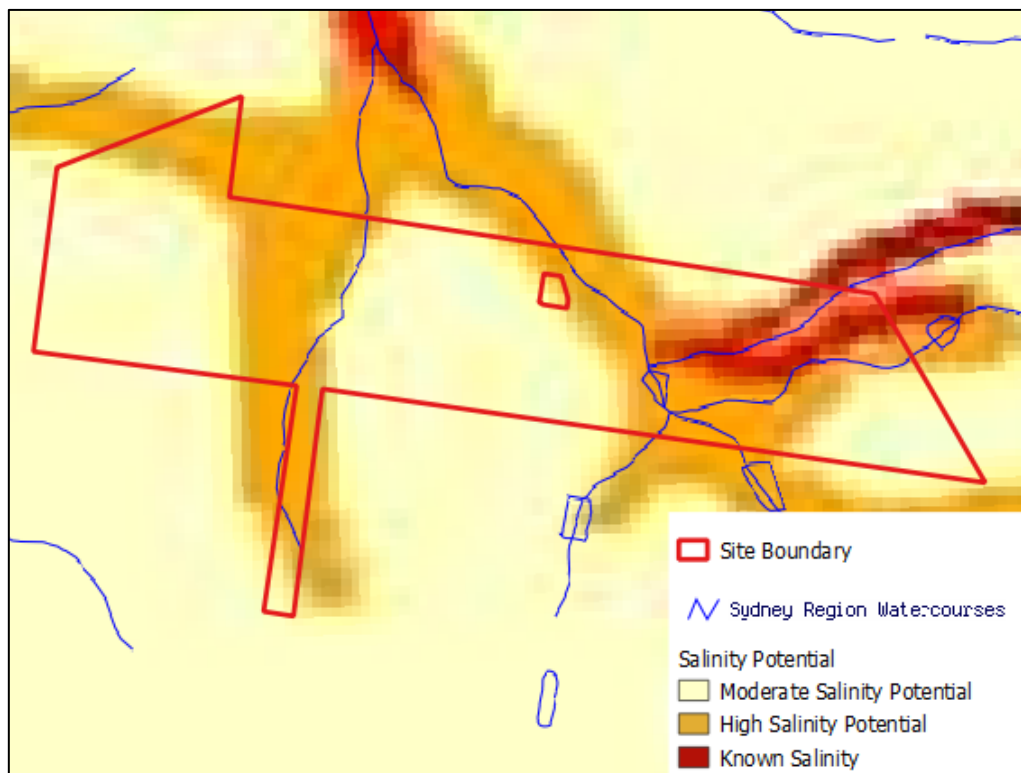 Site Boundary
Sydney Region Watercourses
Salinity Potential
Moderate Salinity Potential
High Salinity Potential
Known Salinity